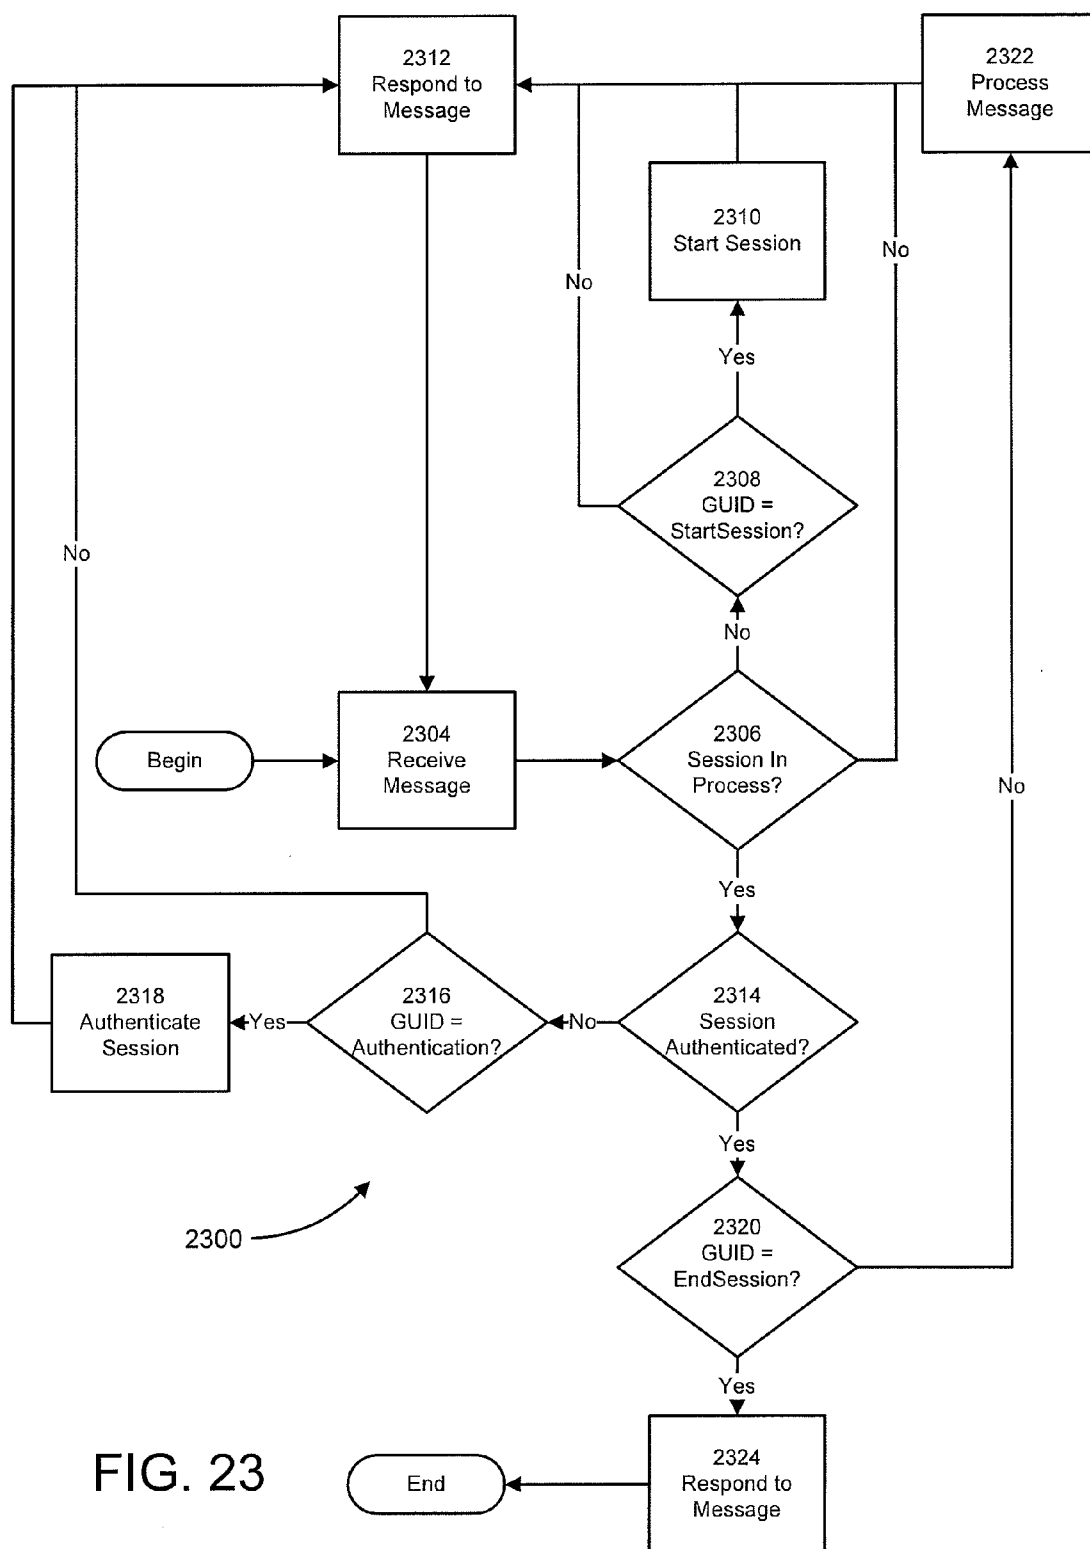 2312
Respond to
Message
2322
Process
Message
2310
Start Session
No
No
Yes
2308
GUID =
StartSession?
No
No
Begin
2304
Receive
Message
2306
Session In
Process?
No
Yes
2318
Authenticate
Session
Yes
2316
GUID =
Authentication?
No
2314
Session
Authenticated?
Yes
2300
2320
GUID =
EndSession?
Yes
FIG. 23
End
2324
Respond to
Message